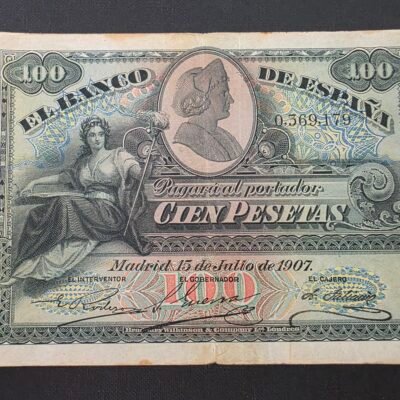 100 100
EL BANCO DE ESPAÑA
0,369,179
Pagará al portador
CIEN PESETAS
Madrid 15 de Julio de 1907.
EL INTERVENTOR EL GOBERNADOR EL CAJERO
100
Bradbury Wilkinson & Company Ld. Londres